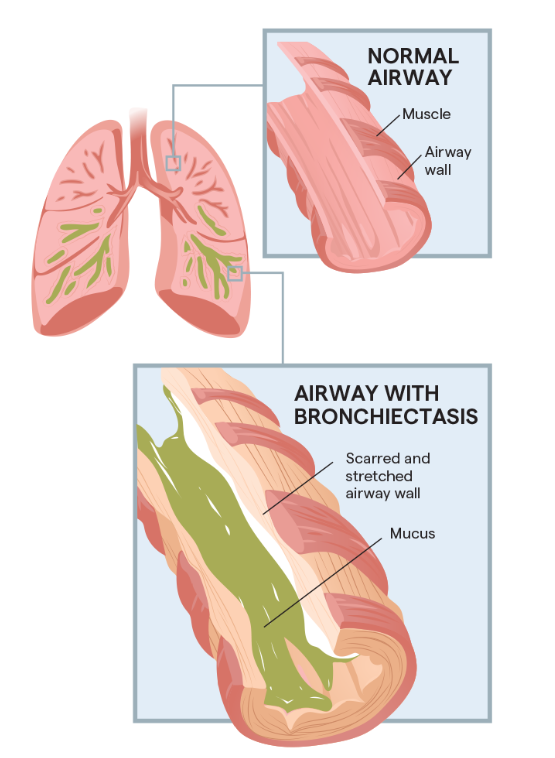 NORMAL
AIRWAY
Muscle
Airway
wall
AIRWAY WITH
BRONCHIECTASIS
Scarred and
stretched
airway wall
Mucus